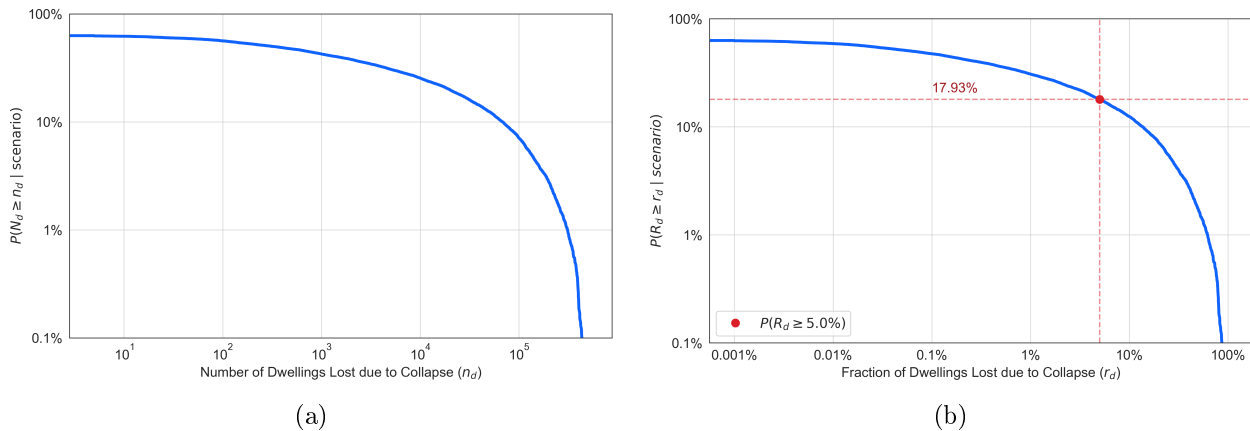 100%
10%
1%
0.1%
P(N_d ≥ n_d | scenario)
10^1
10^2
10^3
10^4
10^5
Number of Dwellings Lost due to Collapse (n_d)
(a)
100%
10%
1%
0.1%
P(R_d ≥ r_d | scenario)
17.93%
P(R_d ≥ 5.0%)
0.001%
0.01%
0.1%
1%
10%
100%
Fraction of Dwellings Lost due to Collapse (r_d)
(b)